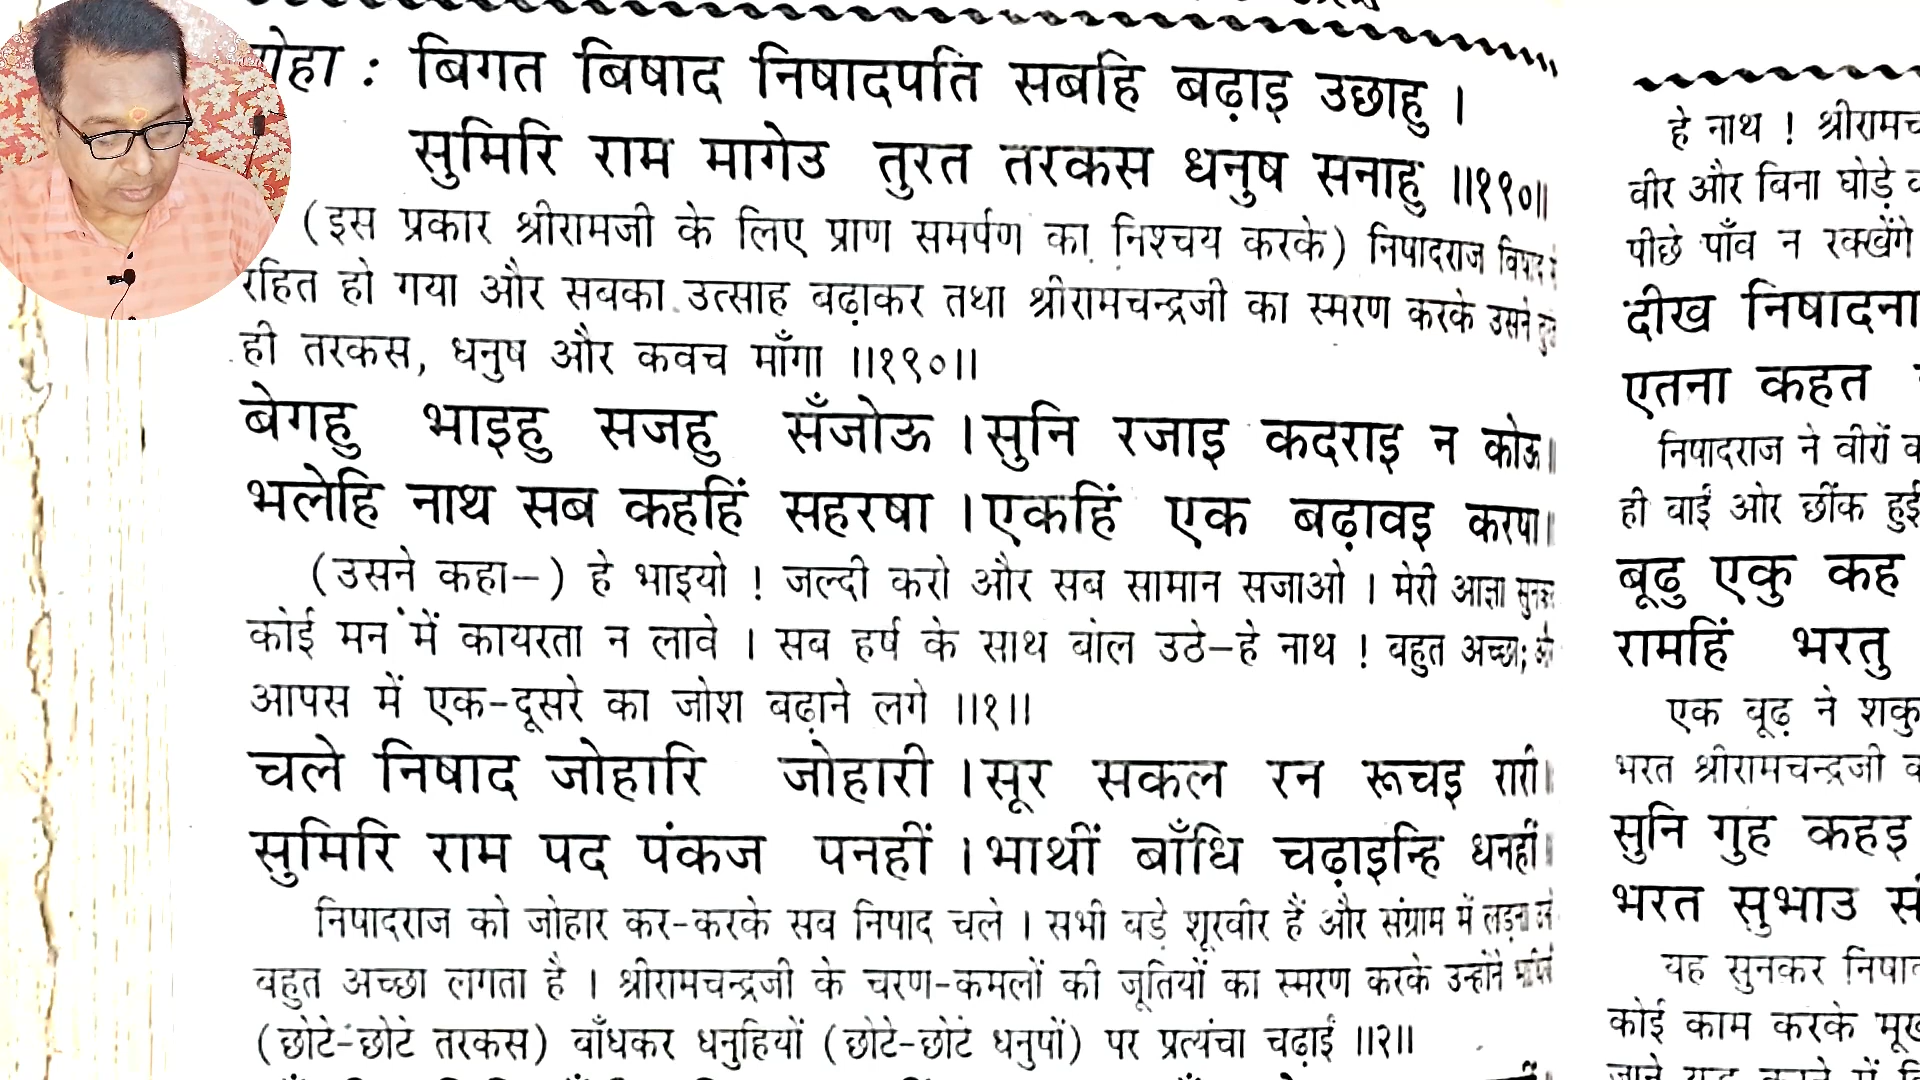 दोहा : बिगत बिषाद निषादपति सबहि बढ़ाइ उछाहु ।
सुमिरि राम मागेउ तुरत तरकस धनुष सनाहु ॥१९०॥
(इस प्रकार श्रीरामजी के लिए प्राण समर्पण का निश्चय करके) निषादराज विषाद
रहित हो गया और सबका उत्साह बढ़ाकर तथा श्रीरामचन्द्रजी का स्मरण करके उसने
ही तरकस, धनुष और कवच माँगा ॥१९०॥
बेगहु भाइहु सजहु सँजोऊ । सुनि रजाइ कदराइ न कोऊ।
भलेहि नाथ सब कहहिं सहरषा । एकहिं एक बढ़ावइ करषा।
(उसने कहा–) हे भाइयो ! जल्दी करो और सब सामान सजाओ । मेरी आज्ञा सुनकर
कोई मन में कायरता न लावे । सब हर्ष के साथ बोल उठे–हे नाथ ! बहुत अच्छा;
आपस में एक-दूसरे का जोश बढ़ाने लगे ॥१॥
चले निषाद जोहारि जोहारी । सूर सकल रन रूचइ रारी।
सुमिरि राम पद पंकज पनहीं । भाथीं बाँधि चढ़ाइन्हि धनहीं।
निषादराज को जोहार कर-करके सब निषाद चले । सभी बड़े शूरवीर हैं और संग्राम में लड़ना
बहुत अच्छा लगता है । श्रीरामचन्द्रजी के चरण-कमलों की जूतियों का स्मरण करके उन्होंने
(छोटे-छोटे तरकस) बाँधकर धनुहियों (छोटे-छोटे धनुषों) पर प्रत्यंचा चढ़ाई ॥२॥
हे नाथ ! श्रीरामच
वीर और बिना घोड़े
पीछे पाँव न रक्खेंगे
दीख निषादना
एतना कहत
निषादराज ने वीरों
ही बाईं ओर छींक हुई
बूढ़ु एकु कह
रामहिं भरतु
एक बूढ़े ने शकु
भरत श्रीरामचन्द्रजी
सुनि गुह कहइ
भरत सुभाउ
यह सुनकर निषाद
कोई काम करके मूर्ख